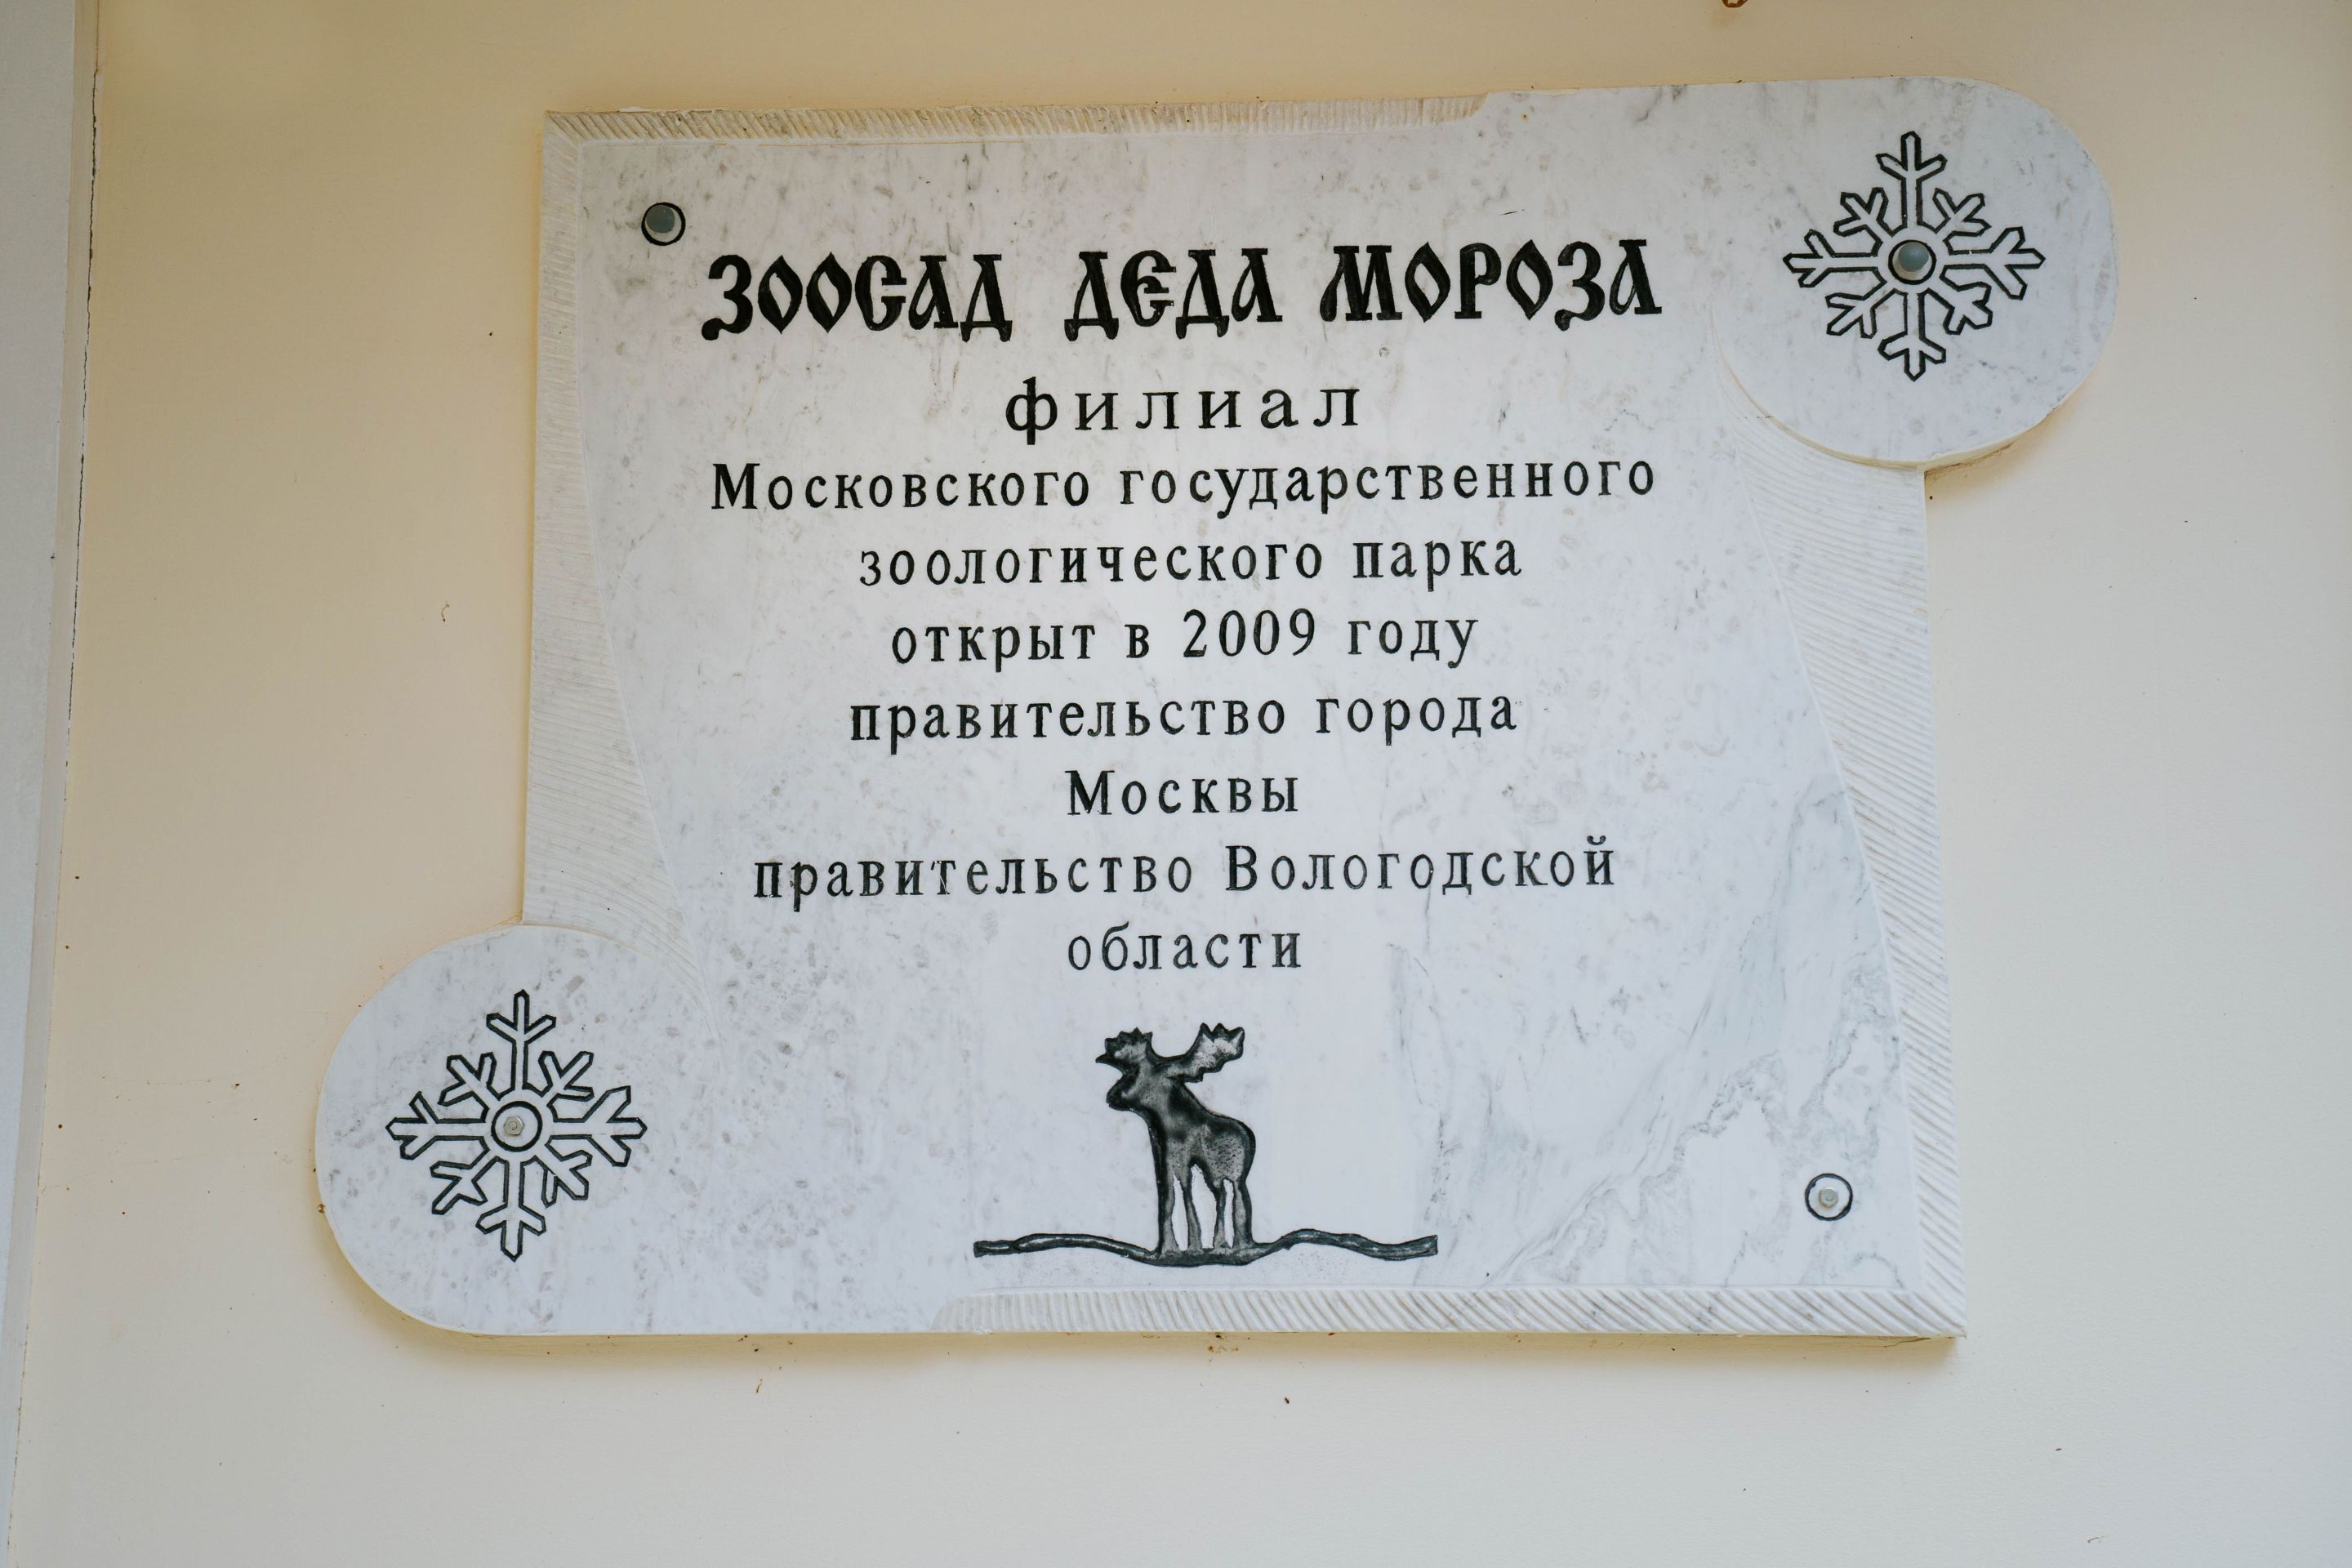 ЗООСАД ДЕДА МОРОЗА
филиал
Московского государственного
зоологического парка
открыт в 2009 году
правительство города
Москвы
правительство Вологодской
области